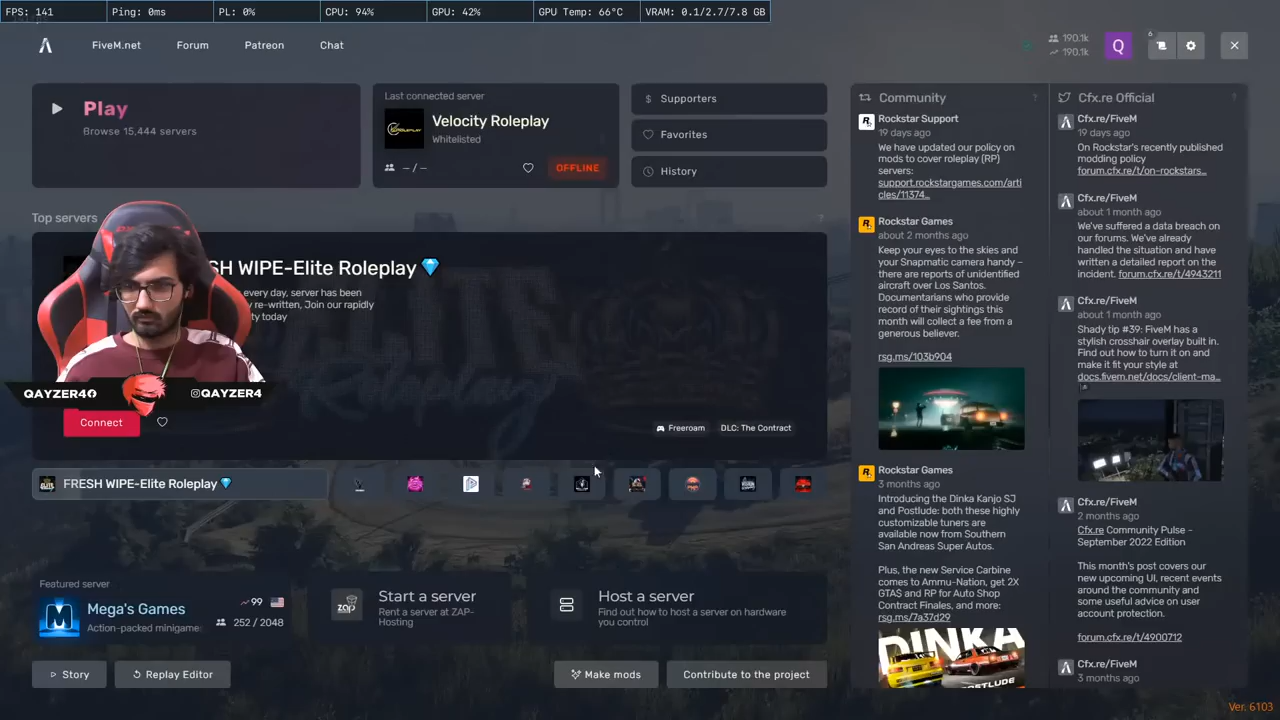 FPS: 141
Ping: 0ms
PL: 0%
CPU: 94%
GPU: 42%
GPU Temp: 66°C
VRAM: 0.1/2.7/7.8 GB
FiveM.net
Forum
Patreon
Chat
190.1k
190.1k
Q
6
Play
Browse 15,444 servers
Last connected server
Velocity Roleplay
Whitelisted
– / –
OFFLINE
$ Supporters
Favorites
History
Top servers
?
SH WIPE-Elite Roleplay
every day, server has been
y re-written, Join our rapidly
ty today
QAYZER4
QAYZER4
Connect
Freeroam
DLC: The Contract
FRESH WIPE-Elite Roleplay
Featured server
Mega's Games
Action-packed minigame
99
252 / 2048
ZAP
Start a server
Rent a server at ZAP-
Hosting
Host a server
Find out how to host a server on hardware
you control
Story
Replay Editor
Make mods
Contribute to the project
Community
?
Rockstar Support
19 days ago
We have updated our policy on
mods to cover roleplay (RP)
servers:
support.rockstargames.com/arti
cles/11374…
Rockstar Games
about 2 months ago
Keep your eyes to the skies and
your Snapmatic camera handy –
there are reports of unidentified
aircraft over Los Santos.
Documentarians who provide
record of their sightings this
month will collect a fee from a
generous believer.
rsg.ms/103b904
Rockstar Games
3 months ago
Introducing the Dinka Kanjo SJ
and Postlude: both these highly
customizable tuners are
available now from Southern
San Andreas Super Autos.
Plus, the new Service Carbine
comes to Ammu-Nation, get 2X
GTA$ and RP for Auto Shop
Contract Finales, and more:
rsg.ms/7a37d29
DINKA
POSTLUDE
Cfx.re Official
?
Cfx.re/FiveM
19 days ago
On Rockstar's recently published
modding policy
forum.cfx.re/t/on-rockstars…
Cfx.re/FiveM
about 1 month ago
We've suffered a data breach on
our forums. We've already
handled the situation and have
written a detailed report on the
incident. forum.cfx.re/t/4943211
Cfx.re/FiveM
about 1 month ago
Shady tip #39: FiveM has a
stylish crosshair overlay built in.
Find out how to turn it on and
make it fit your style at
docs.fivem.net/docs/client-ma…
Cfx.re/FiveM
2 months ago
Cfx.re Community Pulse –
September 2022 Edition
This month's post covers our
new upcoming UI, recent events
around the community and
some useful advice on user
account protection.
forum.cfx.re/t/4900712
Cfx.re/FiveM
3 months ago
Ver. 6103